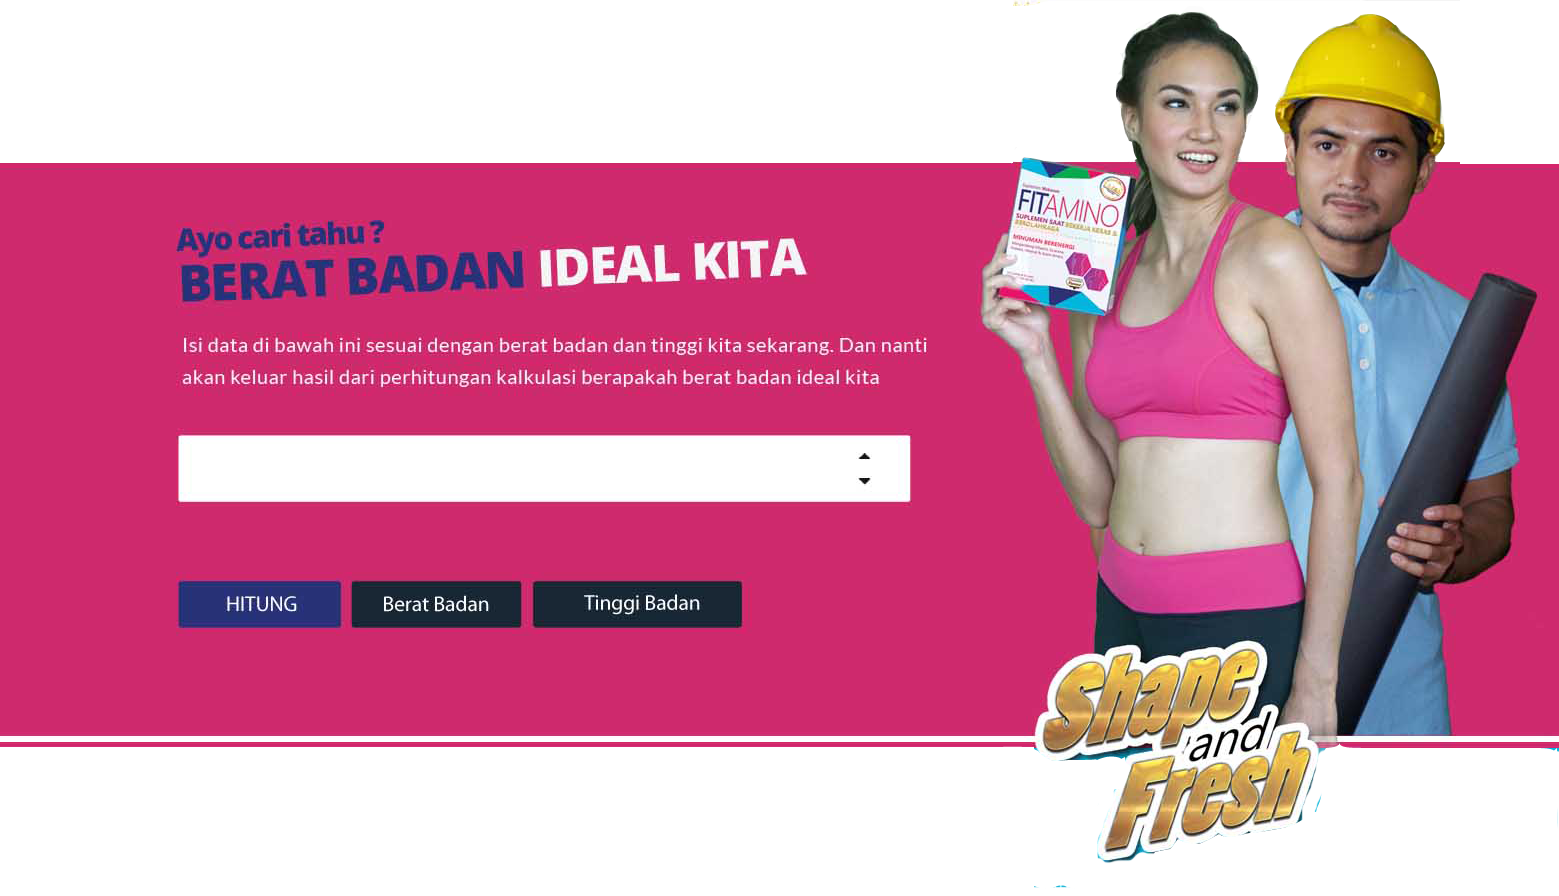 Ayo cari tahu ?
BERAT BADAN IDEAL KITA
Isi data di bawah ini sesuai dengan berat badan dan tinggi kita sekarang. Dan nanti
akan keluar hasil dari perhitungan kalkulasi berapakah berat badan ideal kita
HITUNG
Berat Badan
Tinggi Badan
Suplemen Makanan
FITAMINO
SUPLEMEN SAAT BEKERJA KERAS &
BEROLAHRAGA
MINUMAN BERENERGI
Shape
and
Fresh